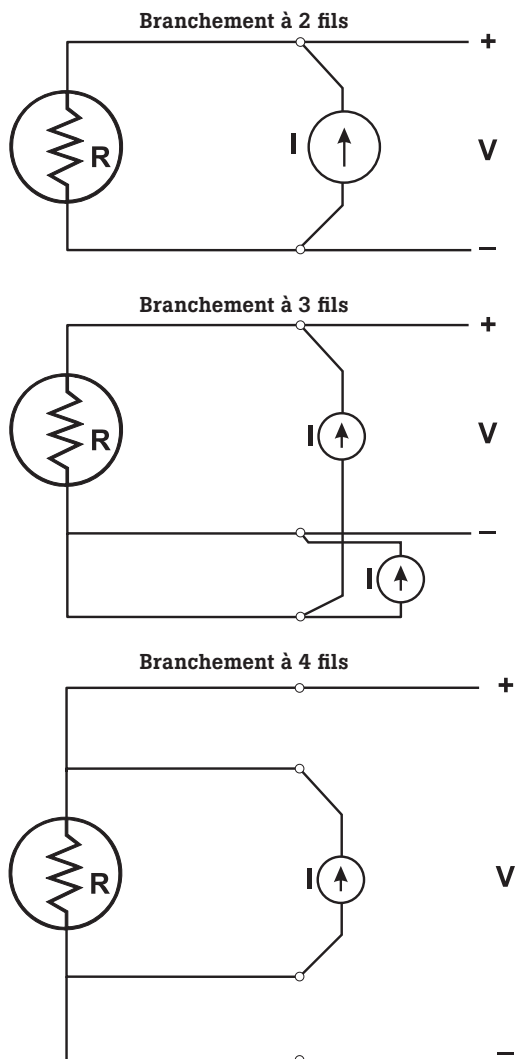 Branchement à 2 fils
+
I
R
V
–
Branchement à 3 fils
+
I
R
V
–
I
Branchement à 4 fils
+
I
R
V
–